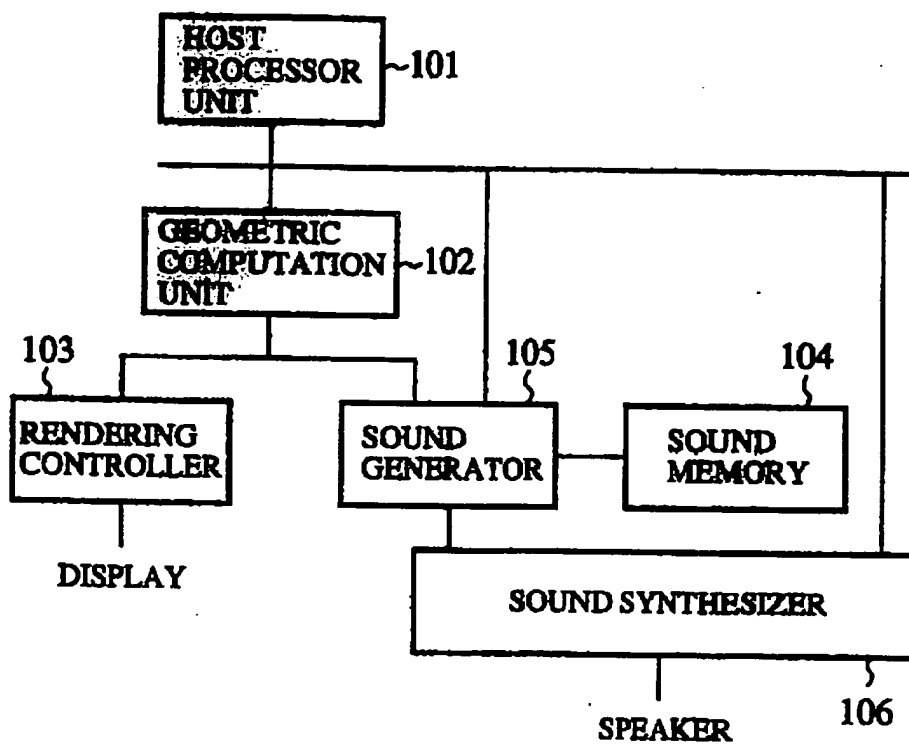 HOST
PROCESSOR
UNIT
101
GEOMETRIC
COMPUTATION
UNIT
102
103
105
104
RENDERING
CONTROLLER
SOUND
GENERATOR
SOUND
MEMORY
DISPLAY
SOUND SYNTHESIZER
106
SPEAKER